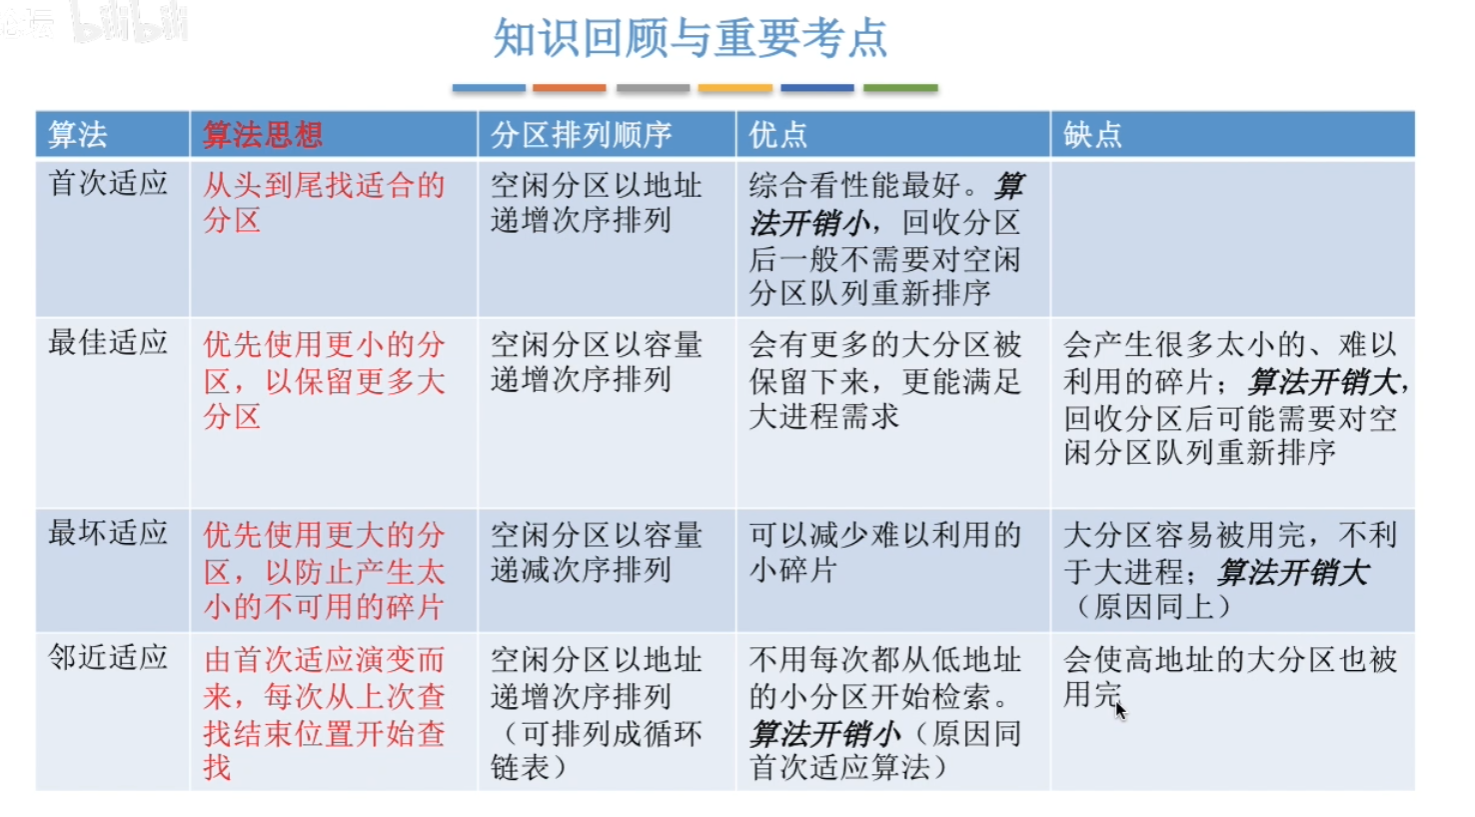 论坛 bilibili
知识回顾与重要考点
算法
算法思想
分区排列顺序
优点
缺点
首次适应
从头到尾找适合的
分区
空闲分区以地址
递增次序排列
综合看性能最好。算
法开销小，回收分区
后一般不需要对空闲
分区队列重新排序
最佳适应
优先使用更小的分
区，以保留更多大
分区
空闲分区以容量
递增次序排列
会有更多的大分区被
保留下来，更能满足
大进程需求
会产生很多太小的、难以
利用的碎片；算法开销大，
回收分区后可能需要对空
闲分区队列重新排序
最坏适应
优先使用更大的分
区，以防止产生太
小的不可用的碎片
空闲分区以容量
递减次序排列
可以减少难以利用的
小碎片
大分区容易被用完，不利
于大进程；算法开销大
（原因同上）
邻近适应
由首次适应演变而
来，每次从上次查
找结束位置开始查
找
空闲分区以地址
递增次序排列
（可排列成循环
链表）
不用每次都从低地址
的小分区开始检索。
算法开销小（原因同
首次适应算法）
会使高地址的大分区也被
用完